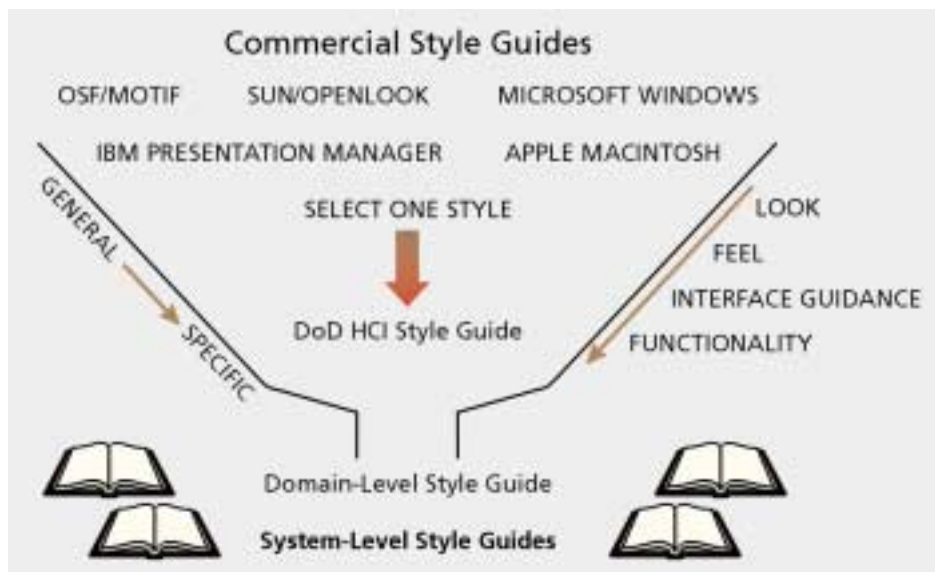 Commercial Style Guides
OSF/MOTIF SUN/OPENLOOK MICROSOFT WINDOWS
IBM PRESENTATION MANAGER APPLE MACINTOSH
GENERAL
SPECIFIC
SELECT ONE STYLE
DoD HCI Style Guide
LOOK
FEEL
INTERFACE GUIDANCE
FUNCTIONALITY
Domain-Level Style Guide
System-Level Style Guides